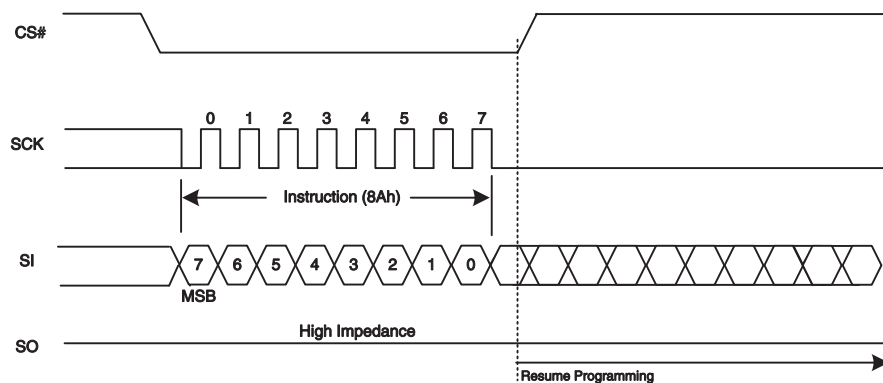 CS#
0 1 2 3 4 5 6 7
SCK
Instruction (8Ah)
SI
7 6 5 4 3 2 1 0
MSB
High Impedance
SO
Resume Programming